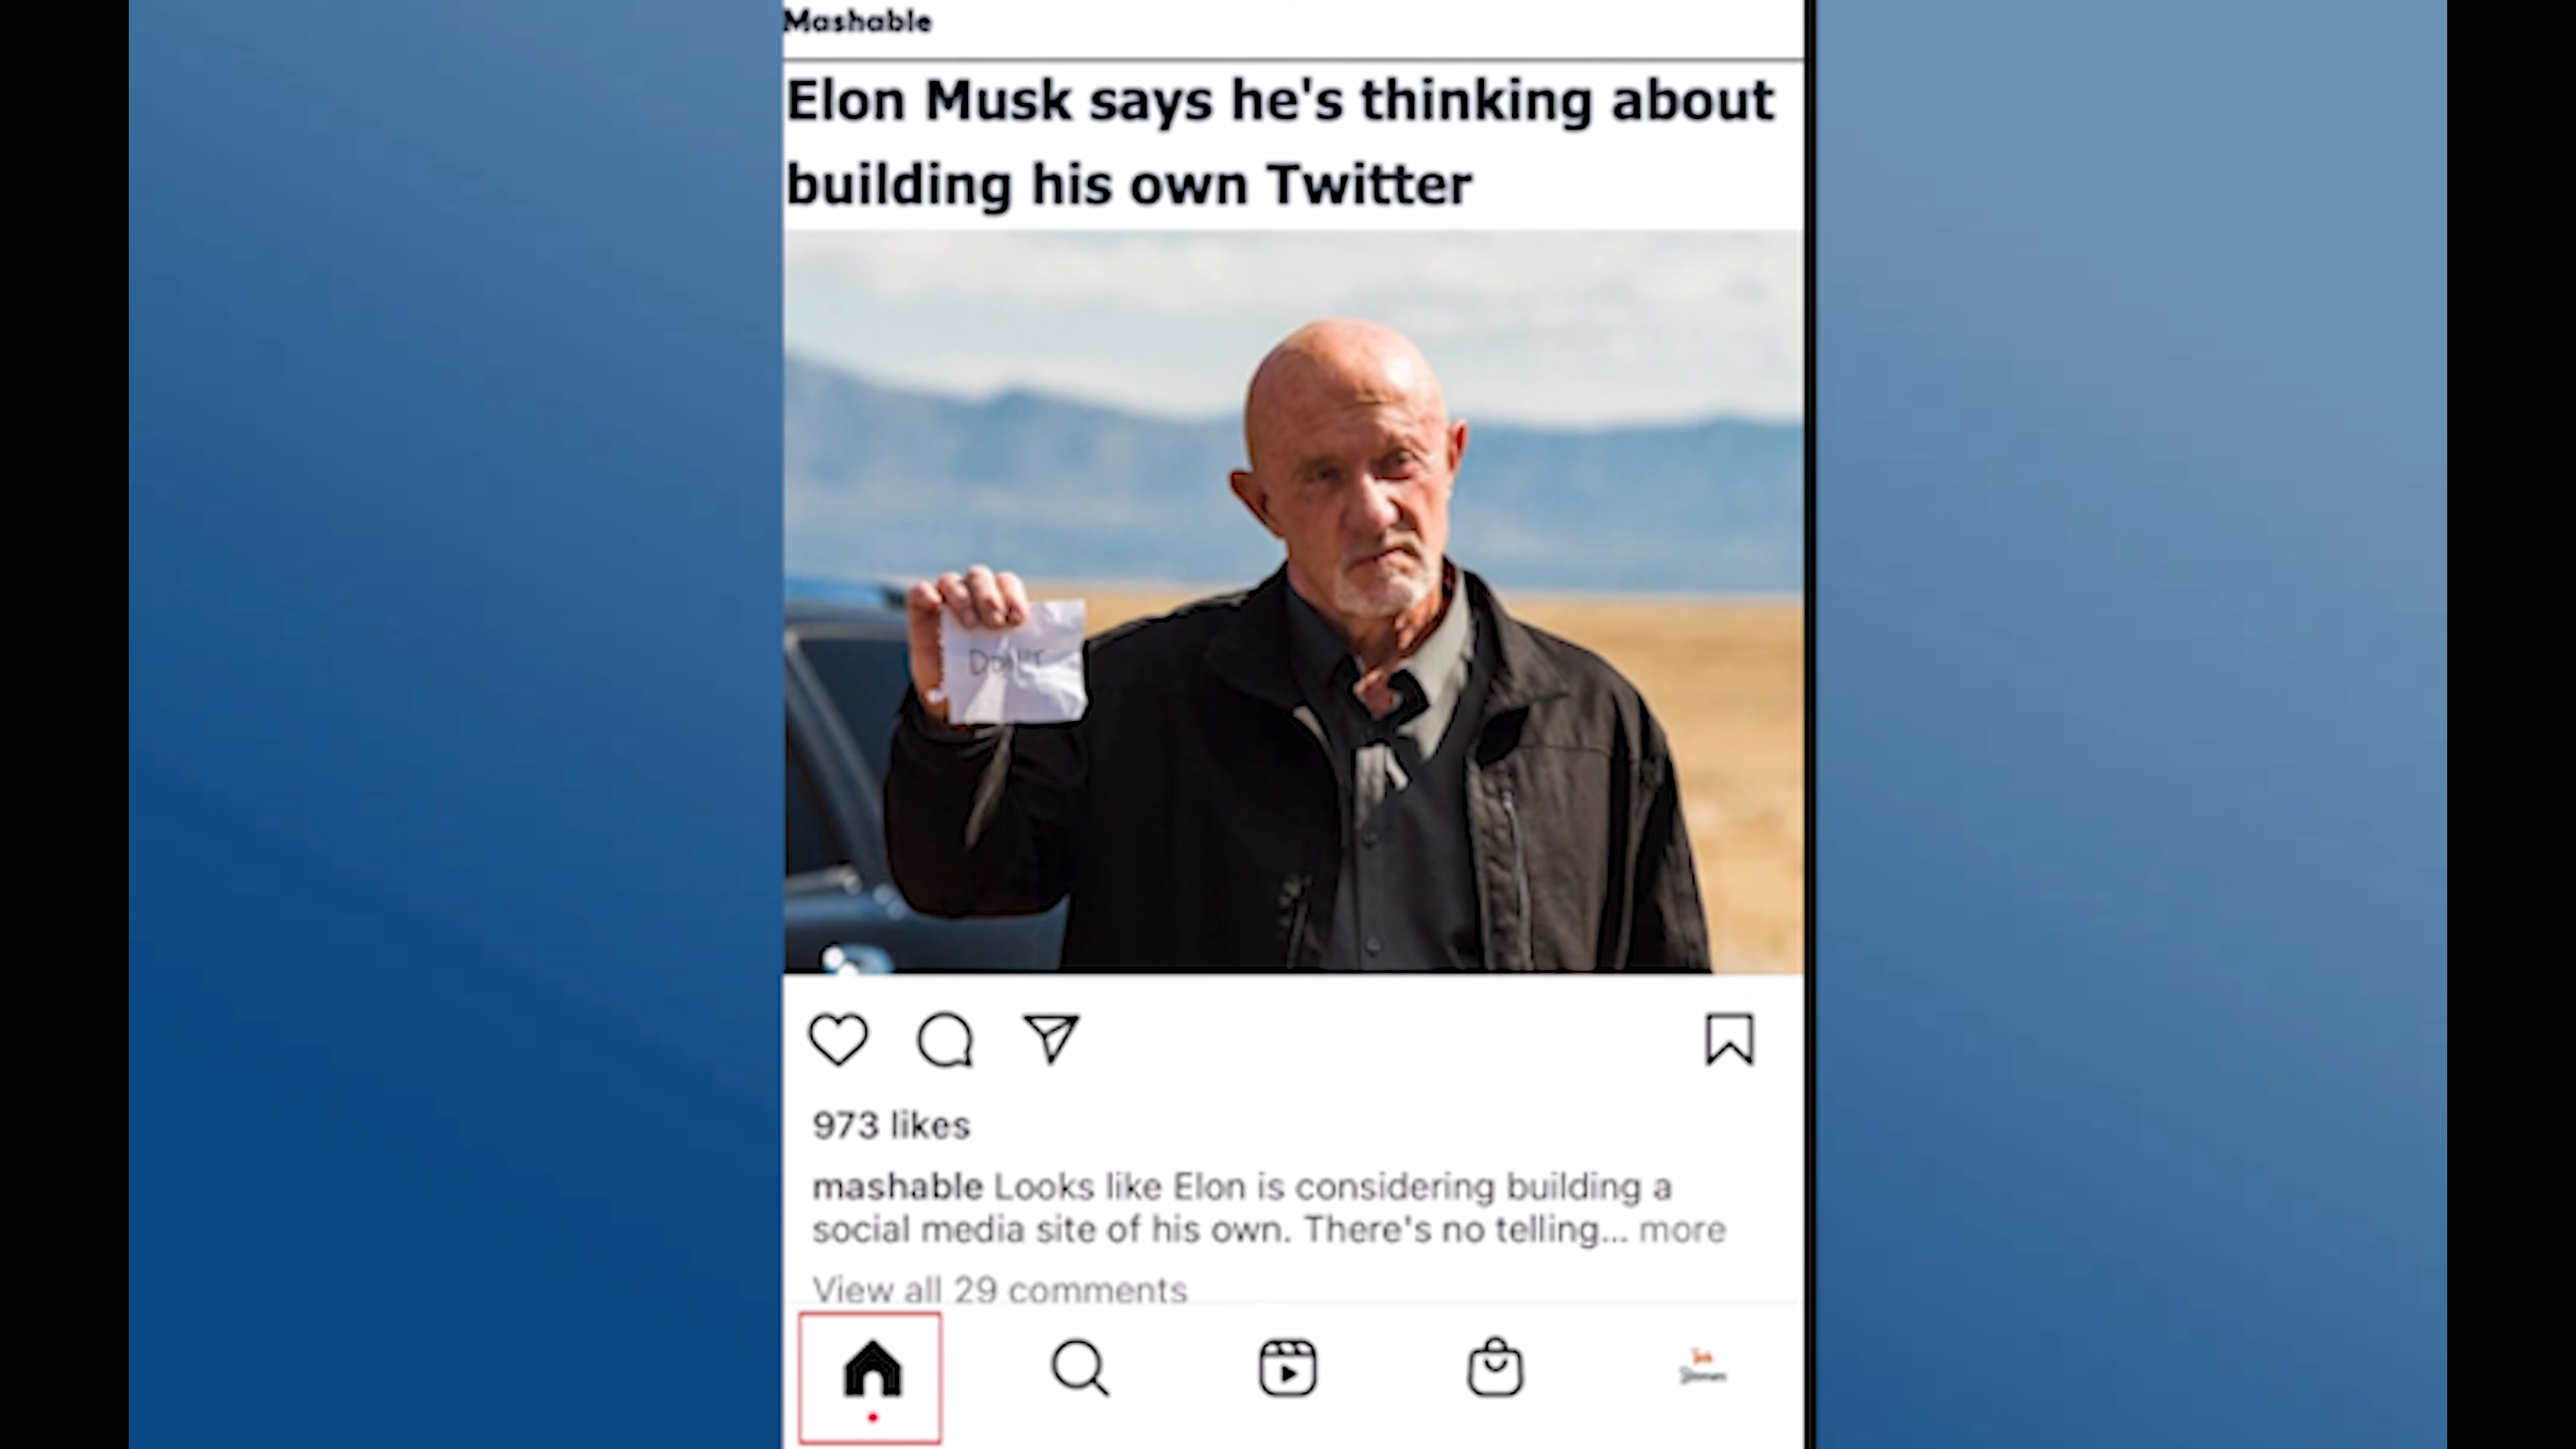 Mashable
Elon Musk says he's thinking about
building his own Twitter
DON'T
973 likes
mashable Looks like Elon is considering building a
social media site of his own. There's no telling... more
View all 29 comments